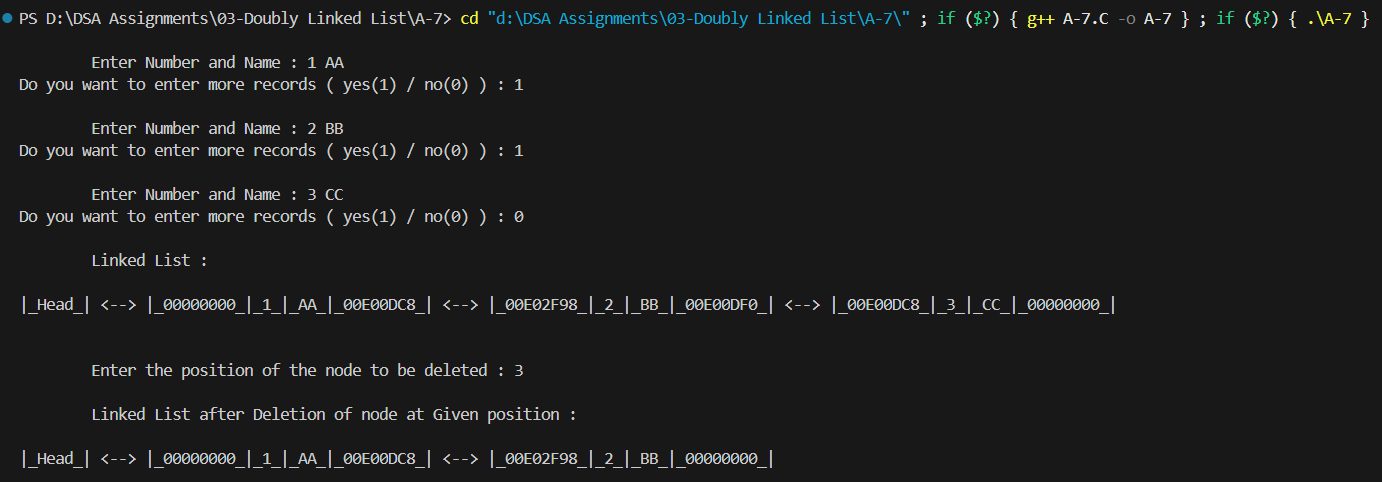 PS D:\DSA Assignments\03-Doubly Linked List\A-7> cd "d:\DSA Assignments\03-Doubly Linked List\A-7\" ; if ($?) { g++ A-7.C -o A-7 } ; if ($?) { .\A-7 }
Enter Number and Name : 1 AA
Do you want to enter more records ( yes(1) / no(0) ) : 1
Enter Number and Name : 2 BB
Do you want to enter more records ( yes(1) / no(0) ) : 1
Enter Number and Name : 3 CC
Do you want to enter more records ( yes(1) / no(0) ) : 0
Linked List :
|_Head_| <--> |_00000000_|_1_|_AA_|_00E00DC8_| <--> |_00E02F98_|_2_|_BB_|_00E00DF0_| <--> |_00E00DC8_|_3_|_CC_|_00000000_|
Enter the position of the node to be deleted : 3
Linked List after Deletion of node at Given position :
|_Head_| <--> |_00000000_|_1_|_AA_|_00E00DC8_| <--> |_00E02F98_|_2_|_BB_|_00000000_|